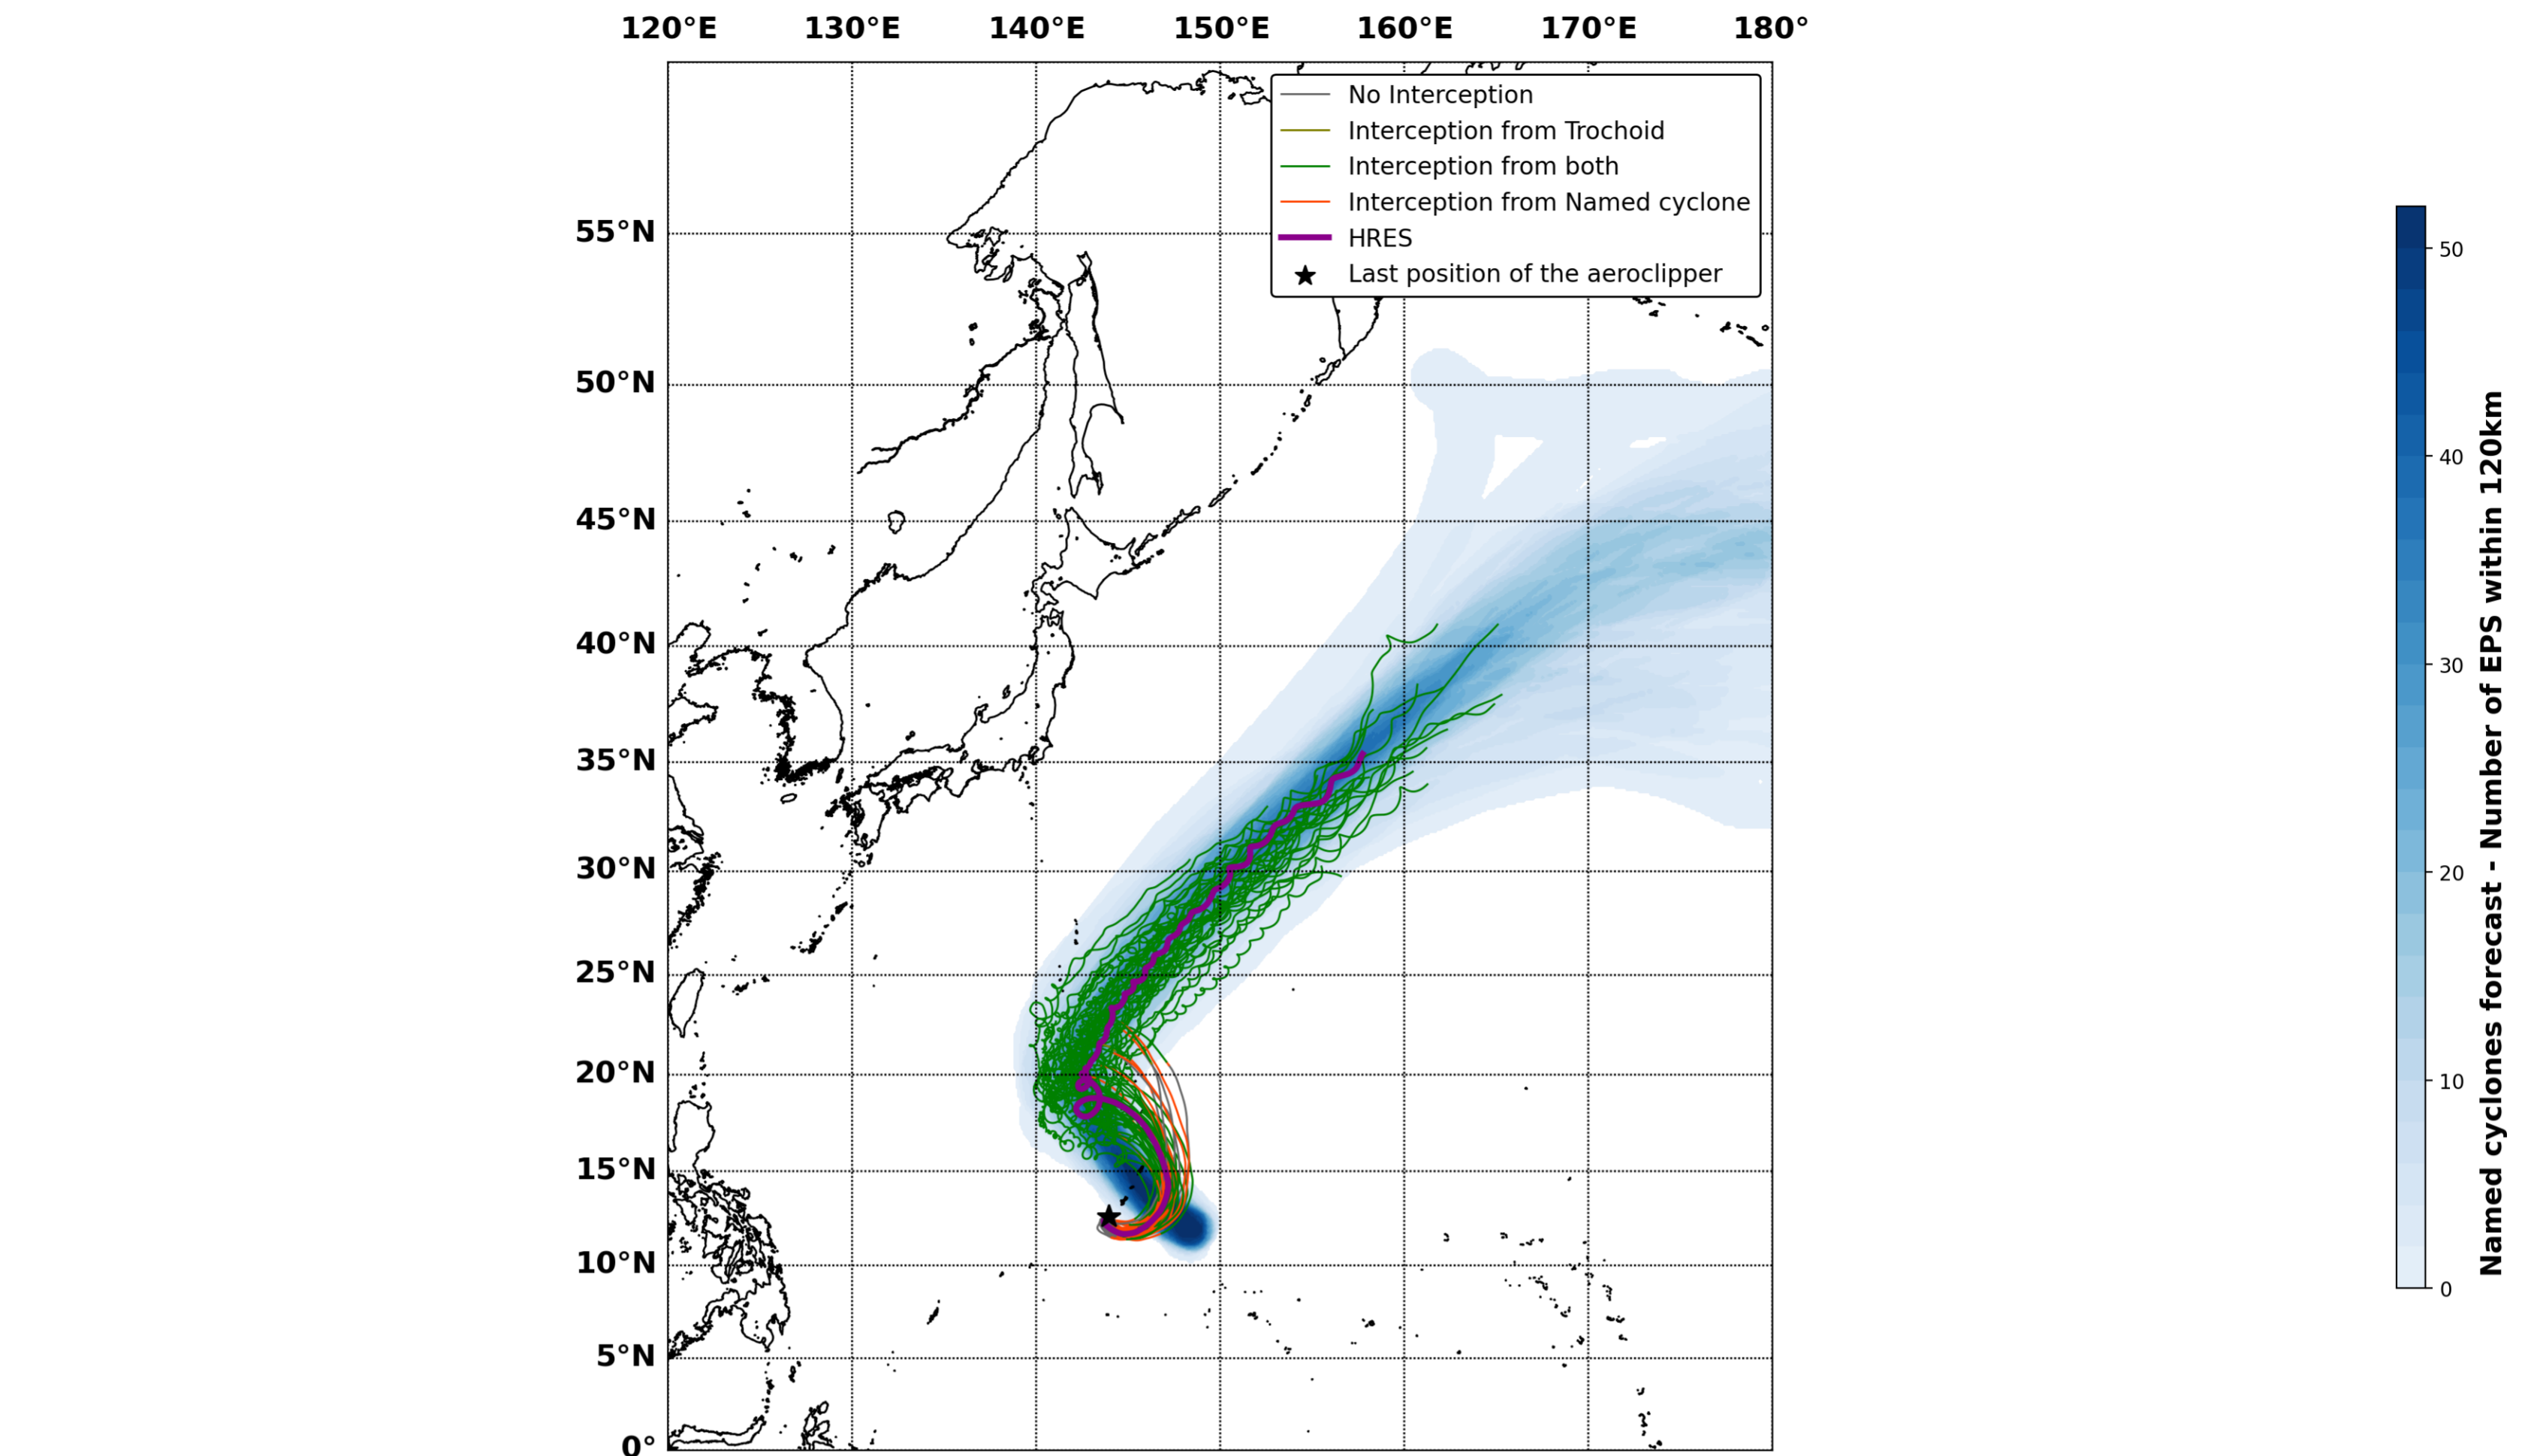 120°E 130°E 140°E 150°E 160°E 170°E 180°
No Interception
Interception from Trochoid
Interception from both
Interception from Named cyclone
HRES
Last position of the aeroclipper
55°N
50°N
45°N
40°N
35°N
30°N
25°N
20°N
15°N
10°N
5°N
0°
50
40
30
20
10
0
Named cyclones forecast - Number of EPS within 120km